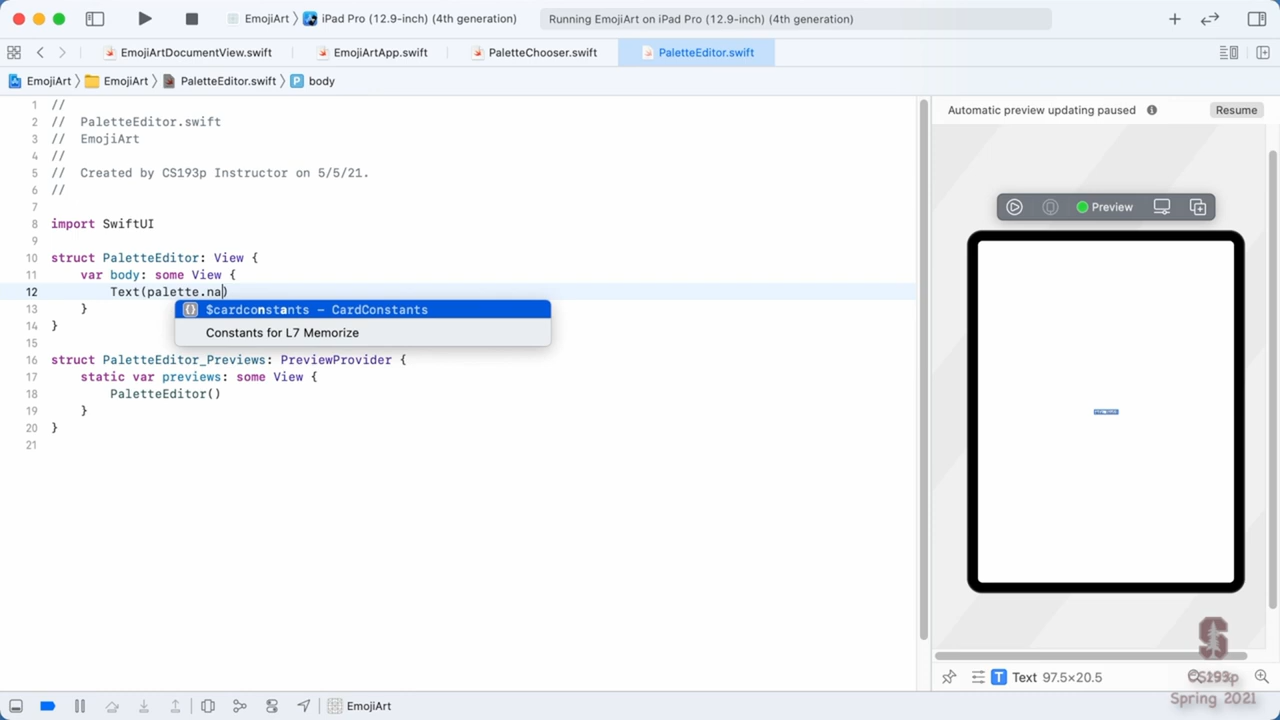 EmojiArt 〉 iPad Pro (12.9-inch) (4th generation)
Running EmojiArt on iPad Pro (12.9-inch) (4th generation)
EmojiArtDocumentView.swift
EmojiArtApp.swift
PaletteChooser.swift
PaletteEditor.swift
EmojiArt 〉 EmojiArt 〉 PaletteEditor.swift 〉 P body
1 //
2 //  PaletteEditor.swift
3 //  EmojiArt
4 //
5 //  Created by CS193p Instructor on 5/5/21.
6 //
7
8 import SwiftUI
9
10 struct PaletteEditor: View {
11     var body: some View {
12         Text(palette.na)
{} $cardconstants – CardConstants
Constants for L7 Memorize
13     }
14 }
15
16 struct PaletteEditor_Previews: PreviewProvider {
17     static var previews: some View {
18         PaletteEditor()
19     }
20 }
21
Automatic preview updating paused
Resume
Preview
T Text 97.5×20.5
CS193p
Spring 2021
EmojiArt